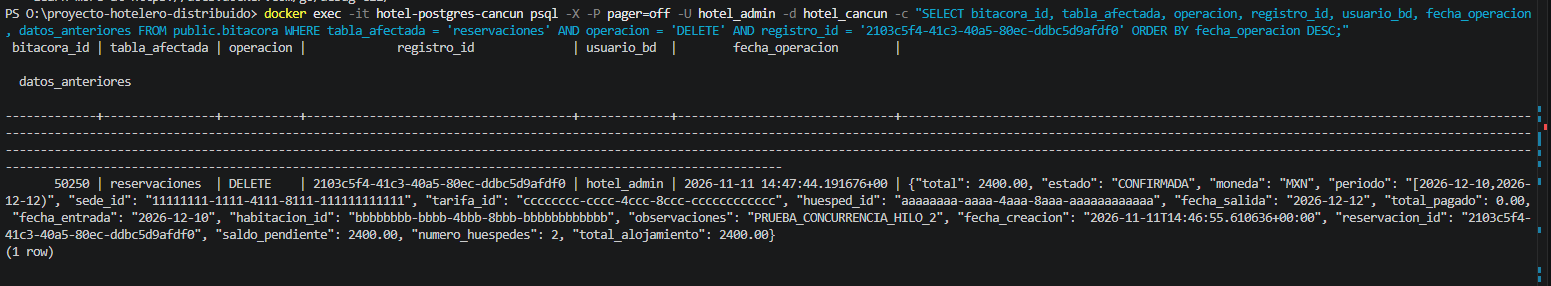 PS O:\proyecto-hotelero-distribuido> docker exec -it hotel-postgres-cancun psql -X -P pager=off -U hotel_admin -d hotel_cancun -c "SELECT bitacora_id, tabla_afectada, operacion, registro_id, usuario_bd, fecha_operacion
, datos_anteriores FROM public.bitacora WHERE tabla_afectada = 'reservaciones' AND operacion = 'DELETE' AND registro_id = '2103c5f4-41c3-40a5-80ec-ddbc5d9afdf0' ORDER BY fecha_operacion DESC;"
bitacora_id | tabla_afectada | operacion | registro_id | usuario_bd | fecha_operacion |
datos_anteriores
50250 | reservaciones | DELETE | 2103c5f4-41c3-40a5-80ec-ddbc5d9afdf0 | hotel_admin | 2026-11-11 14:47:44.191676+00 | {"total": 2400.00, "estado": "CONFIRMADA", "moneda": "MXN", "periodo": "[2026-12-10,2026-
12-12)", "sede_id": "11111111-1111-4111-8111-111111111111", "tarifa_id": "cccccccc-cccc-4ccc-8ccc-cccccccccccc", "huesped_id": "aaaaaaaa-aaaa-4aaa-8aaa-aaaaaaaaaaaa", "fecha_salida": "2026-12-12", "total_pagado": 0.00,
"fecha_entrada": "2026-12-10", "habitacion_id": "bbbbbbbb-bbbb-4bbb-8bbb-bbbbbbbbbbbb", "observaciones": "PRUEBA_CONCURRENCIA_HILO_2", "fecha_creacion": "2026-11-11T14:46:55.610636+00:00", "reservacion_id": "2103c5f4-
41c3-40a5-80ec-ddbc5d9afdf0", "saldo_pendiente": 2400.00, "numero_huespedes": 2, "total_alojamiento": 2400.00}
(1 row)